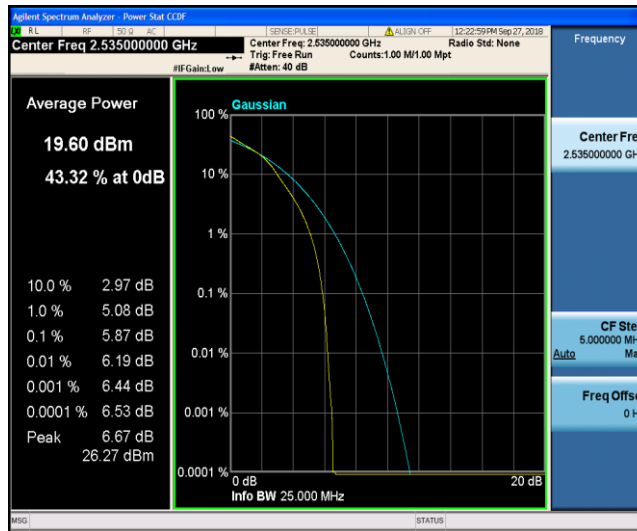 Agilent Spectrum Analyzer - Power Stat CCDF
RL RF 50 Ω AC SENSE:PULSE ALIGN OFF 12:22:59 PM Sep 27, 2018
Center Freq 2.535000000 GHz
Center Freq: 2.535000000 GHz Radio Std: None
Trig: Free Run Counts:1.00 M/1.00 Mpt
#IFGain:Low #Atten: 40 dB
Frequency
Average Power
19.60 dBm
43.32 % at 0dB
10.0 % 2.97 dB
1.0 % 5.08 dB
0.1 % 5.87 dB
0.01 % 6.19 dB
0.001 % 6.44 dB
0.0001 % 6.53 dB
Peak 6.67 dB
26.27 dBm
Gaussian
100 %
10 %
1 %
0.1 %
0.01 %
0.001 %
0.0001 %
0 dB 20 dB
Info BW 25.000 MHz
Center Fre
2.535000000 GH
CF Ste
5.000000 MH
Auto Ma
Freq Offs
0 H
MSG STATUS